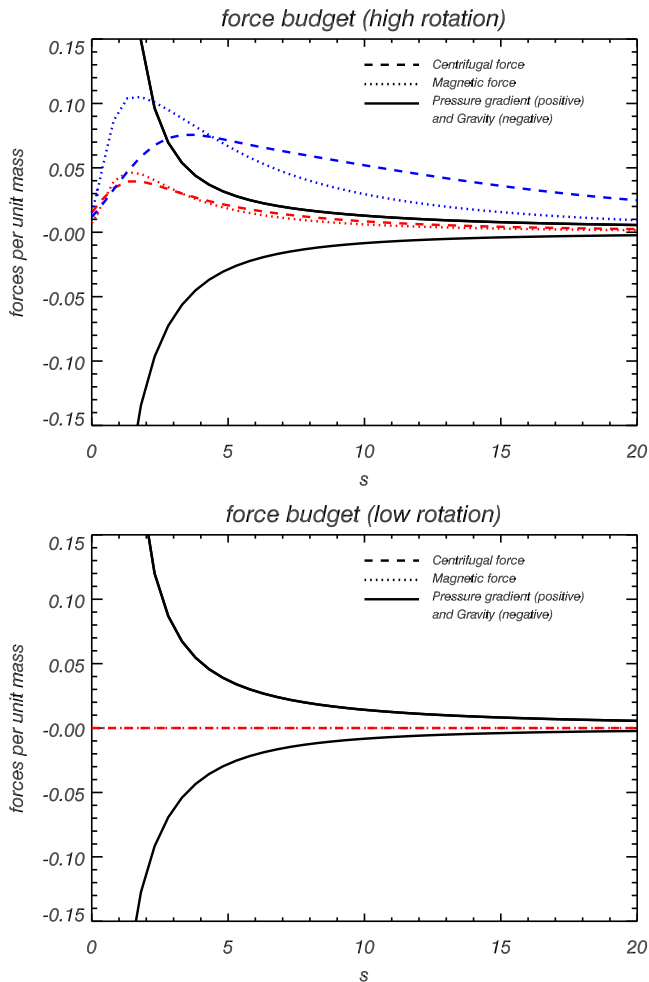 force budget (high rotation)
0.15
0.10
0.05
-0.00
-0.05
-0.10
-0.15
forces per unit mass
Centrifugal force
Magnetic force
Pressure gradient (positive)
and Gravity (negative)
0 5 10 15 20
s
force budget (low rotation)
0.15
0.10
0.05
-0.00
-0.05
-0.10
-0.15
forces per unit mass
Centrifugal force
Magnetic force
Pressure gradient (positive)
and Gravity (negative)
0 5 10 15 20
s